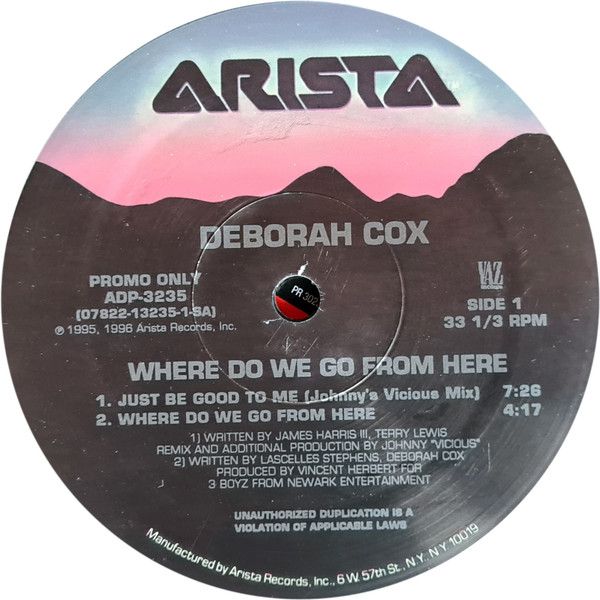 ARISTA
DEBORAH COX
PROMO ONLY
ADP-3235
(07822-13235-1-SA)
℗ 1995, 1996 Arista Records, Inc.
PR 302
SIDE 1
33 1/3 RPM
WHERE DO WE GO FROM HERE
1. JUST BE GOOD TO ME (Johnny's Vicious Mix) 7:26
2. WHERE DO WE GO FROM HERE 4:17
1) WRITTEN BY JAMES HARRIS III, TERRY LEWIS
REMIX AND ADDITIONAL PRODUCTION BY JOHNNY "VICIOUS"
2) WRITTEN BY LASCELLES STEPHENS, DEBORAH COX
PRODUCED BY VINCENT HERBERT FOR
3 BOYZ FROM NEWARK ENTERTAINMENT
UNAUTHORIZED DUPLICATION IS A
VIOLATION OF APPLICABLE LAWS
Manufactured by Arista Records, Inc., 6 W. 57th St., N.Y. N.Y. 10019